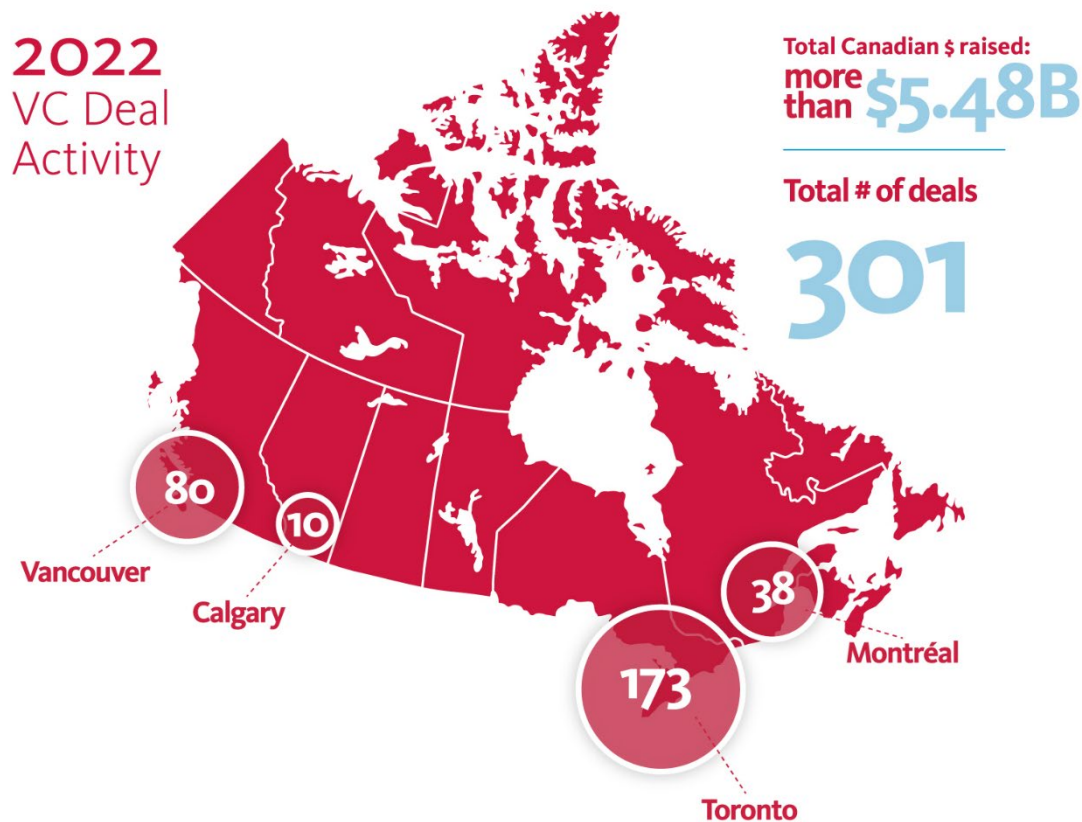 2022
VC Deal
Activity
Total Canadian $ raised:
more
than $5.48B
Total # of deals
301
80
Vancouver
10
Calgary
38
Montréal
173
Toronto